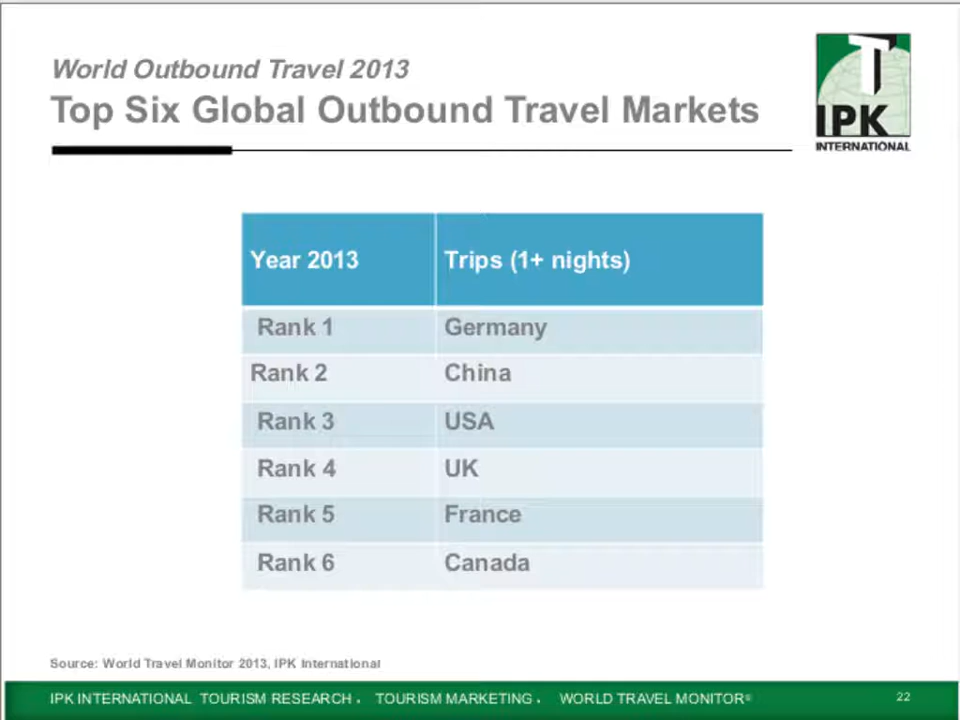 World Outbound Travel 2013
Top Six Global Outbound Travel Markets
T
IPK
INTERNATIONAL
Year 2013 Trips (1+ nights)
Rank 1 Germany
Rank 2 China
Rank 3 USA
Rank 4 UK
Rank 5 France
Rank 6 Canada
Source: World Travel Monitor 2013, IPK International
IPK INTERNATIONAL TOURISM RESEARCH • TOURISM MARKETING • WORLD TRAVEL MONITOR® 22